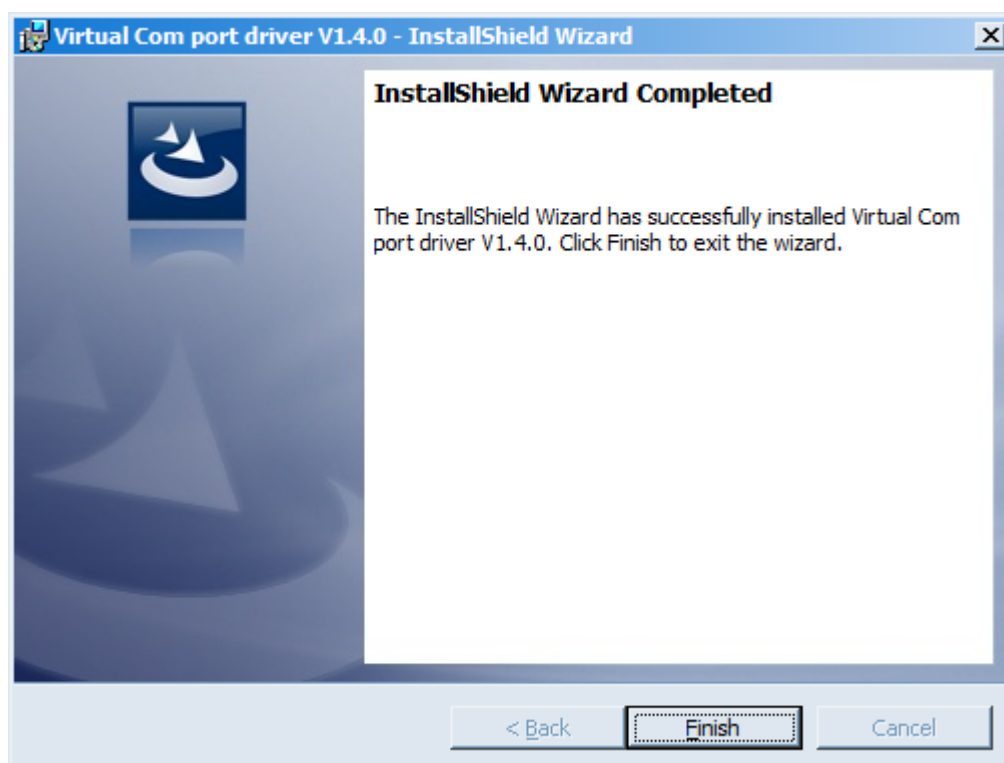 Virtual Com port driver V1.4.0 - InstallShield Wizard
InstallShield Wizard Completed
The InstallShield Wizard has successfully installed Virtual Com
port driver V1.4.0. Click Finish to exit the wizard.
< Back
Finish
Cancel